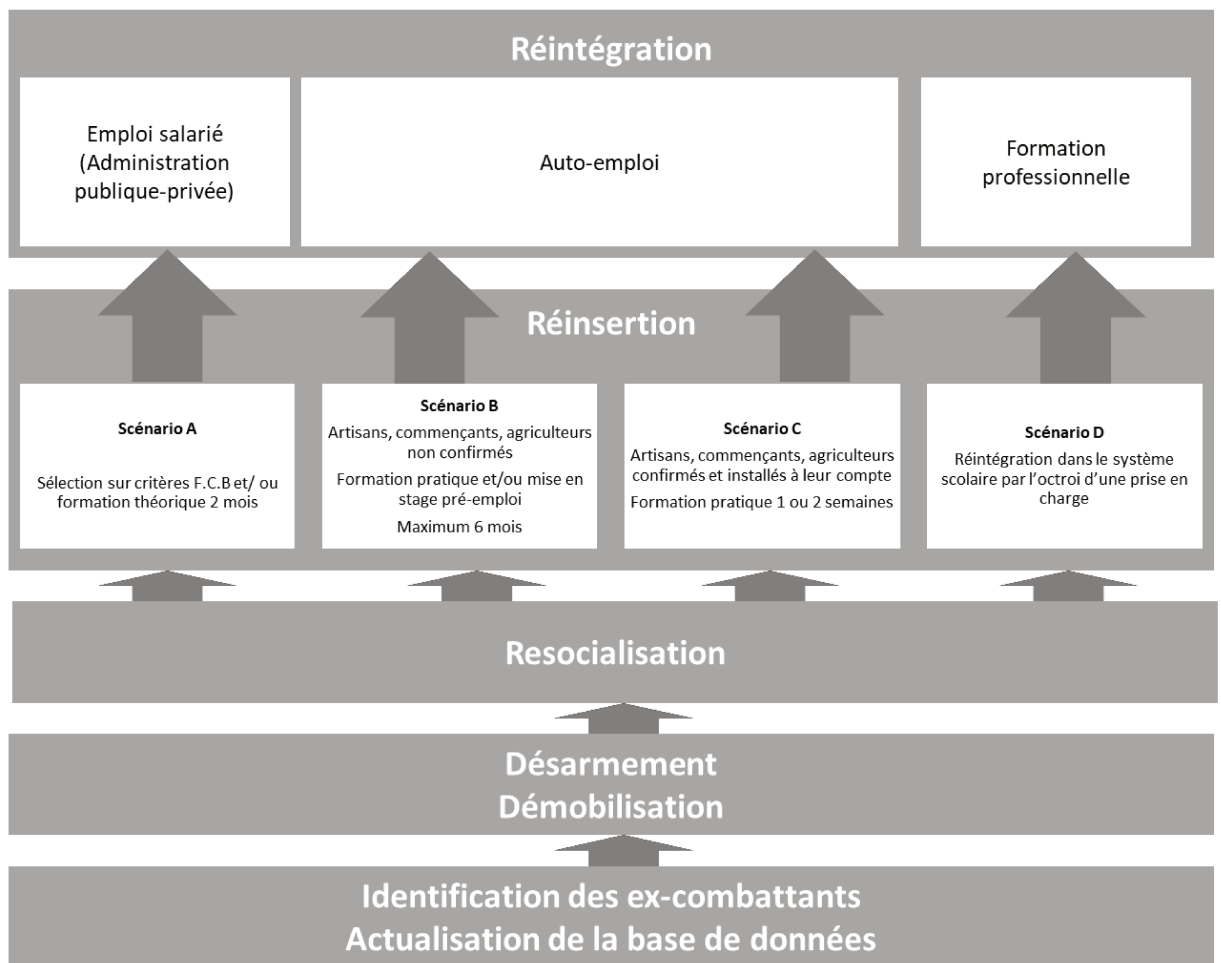 Réintégration
Emploi salarié
(Administration
publique-privée)
Auto-emploi
Formation
professionnelle
Réinsertion
Scénario A
Sélection sur critères F.C.B et/ ou
formation théorique 2 mois
Scénario B
Artisans, commençants, agriculteurs
non confirmés
Formation pratique et/ou mise en
stage pré-emploi
Maximum 6 mois
Scénario C
Artisans, commençants, agriculteurs
confirmés et installés à leur compte
Formation pratique 1 ou 2 semaines
Scénario D
Réintégration dans le système
scolaire par l'octroi d'une prise en
charge
Resocialisation
Désarmement
Démobilisation
Identification des ex-combattants
Actualisation de la base de données